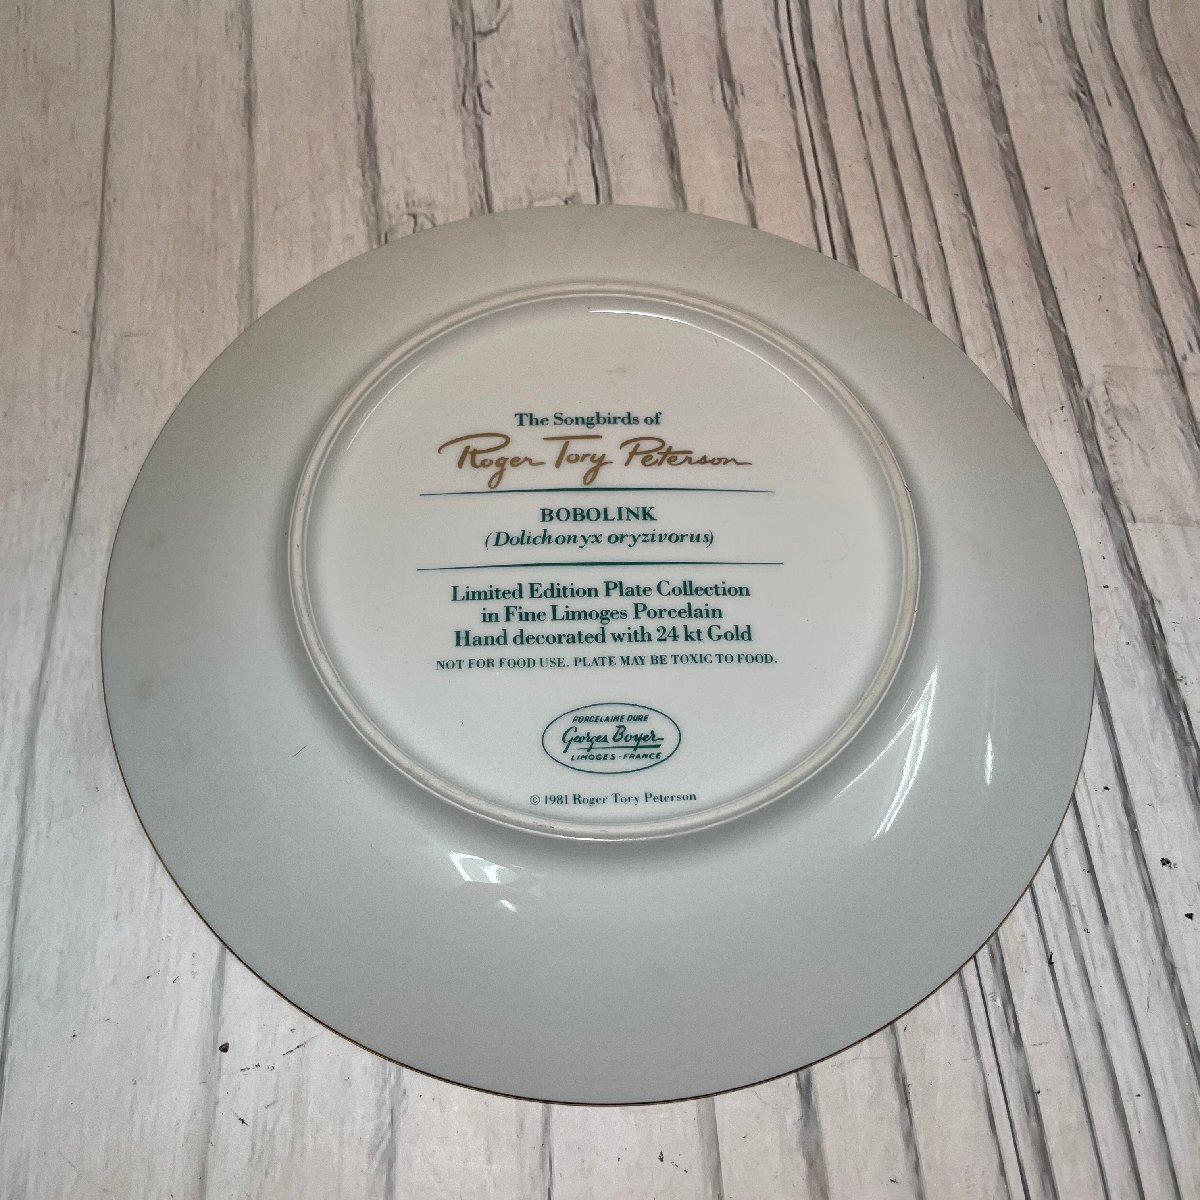 The Songbirds of
Roger Tory Peterson
BOBOLINK
(Dolichonyx oryzivorus)
Limited Edition Plate Collection
in Fine Limoges Porcelain
Hand decorated with 24 kt Gold
NOT FOR FOOD USE. PLATE MAY BE TOXIC TO FOOD.
PORCELAINE DURE
Georges Boyer
LIMOGES - FRANCE
© 1981 Roger Tory Peterson